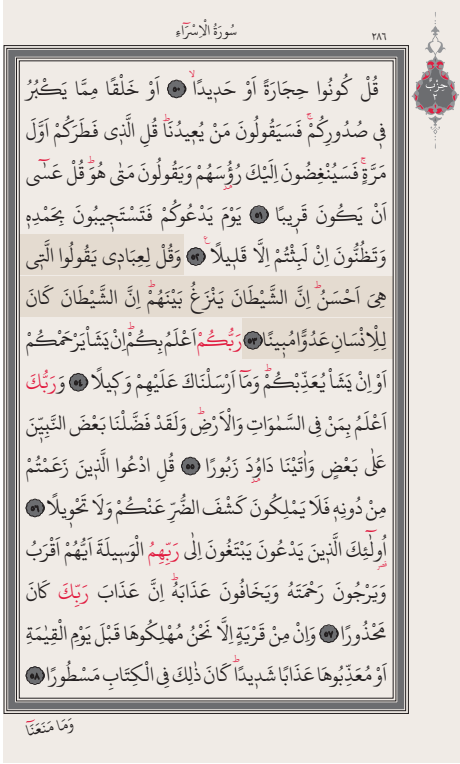 سُورَةُ الْاِسْرَٓاءِ
٢٨٦
حِزْب
قُلْ كُونُوا حِجَارَةً اَوْ حَد۪يدًاۙ ٥٠ اَوْ خَلْقًا مِمَّا يَكْبُرُ
ف۪ي صُدُورِكُمْۚ فَسَيَقُولُونَ مَنْ يُع۪يدُنَاۜ قُلِ الَّذ۪ي فَطَرَكُمْ اَوَّلَ
مَرَّةٍۚ فَسَيُنْغِضُونَ اِلَيْكَ رُؤُسَهُمْ وَيَقُولُونَ مَتٰى هُوَۜ قُلْ عَسٰٓى
اَنْ يَكُونَ قَر۪يبًا ٥١ يَوْمَ يَدْعُوكُمْ فَتَسْتَج۪يبُونَ بِحَمْدِه۪
وَتَظُنُّونَ اِنْ لَبِثْتُمْ اِلَّا قَل۪يلًا۟ ٥٢ وَقُلْ لِعِبَاد۪ي يَقُولُوا الَّت۪ي
هِيَ اَحْسَنُۜ اِنَّ الشَّيْطَانَ يَنْزَغُ بَيْنَهُمْۜ اِنَّ الشَّيْطَانَ كَانَ
لِلْاِنْسَانِ عَدُوًّا مُب۪ينًا ٥٣ رَبُّكُمْ اَعْلَمُ بِكُمْۜ اِنْ يَشَأْ يَرْحَمْكُمْ
اَوْ اِنْ يَشَأْ يُعَذِّبْكُمْۜ وَمَٓا اَرْسَلْنَاكَ عَلَيْهِمْ وَك۪يلًا ٥٤ وَرَبُّكَ
اَعْلَمُ بِمَنْ فِي السَّمٰوَاتِ وَالْاَرْضِۜ وَلَقَدْ فَضَّلْنَا بَعْضَ النَّبِيّ۪نَ
عَلٰى بَعْضٍ وَاٰتَيْنَا دَاوُ۫دَ زَبُورًا ٥٥ قُلِ ادْعُوا الَّذ۪ينَ زَعَمْتُمْ
مِنْ دُونِه۪ فَلَا يَمْلِكُونَ كَشْفَ الضُّرِّ عَنْكُمْ وَلَا تَحْو۪يلًا ٥٦
اُو۬لٰٓئِكَ الَّذ۪ينَ يَدْعُونَ يَبْتَغُونَ اِلٰى رَبِّهِمُ الْوَس۪يلَةَ اَيُّهُمْ اَقْرَبُ
وَيَرْجُونَ رَحْمَتَهُ وَيَخَافُونَ عَذَابَهُۜ اِنَّ عَذَابَ رَبِّكَ كَانَ
مَحْذُورًا ٥٧ وَاِنْ مِنْ قَرْيَةٍ اِلَّا نَحْنُ مُهْلِكُوهَا قَبْلَ يَوْمِ الْقِيٰمَةِ
اَوْ مُعَذِّبُوهَا عَذَابًا شَد۪يدًاۜ كَانَ ذٰلِكَ فِي الْكِتَابِ مَسْطُورًا ٥٨
وَمَا مَنَعَنَٓا